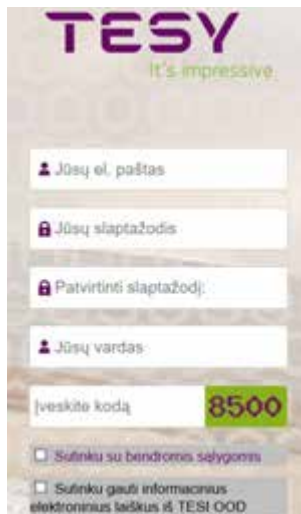 TESY
It's impressive
Jūsų el. paštas
Jūsų slaptažodis
Patvirtinti slaptažodį:
Jūsų vardas
Įveskite kodą 8500
Sutinku su bendromis sąlygomis
Sutinku gauti informacinius
elektroninius laiškus iš TESI OOD